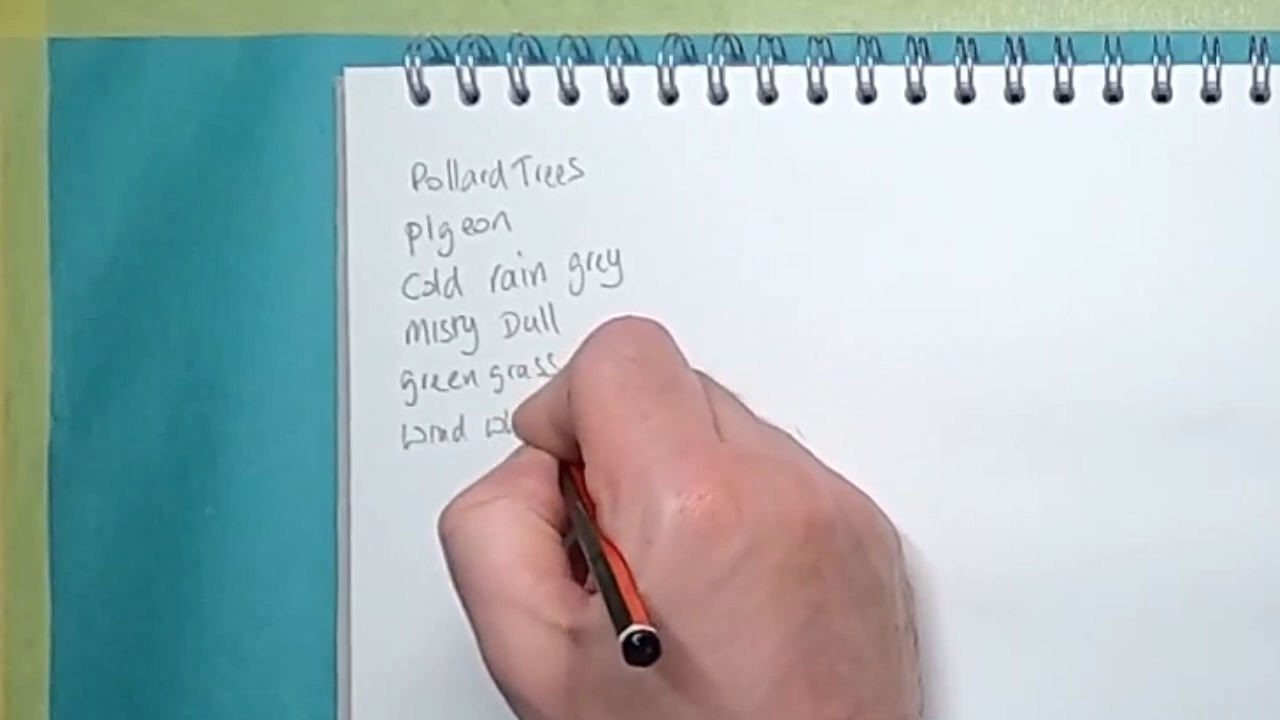 Pollard Trees
pigeon
Cold rain grey
misty Dull
green grass
wind